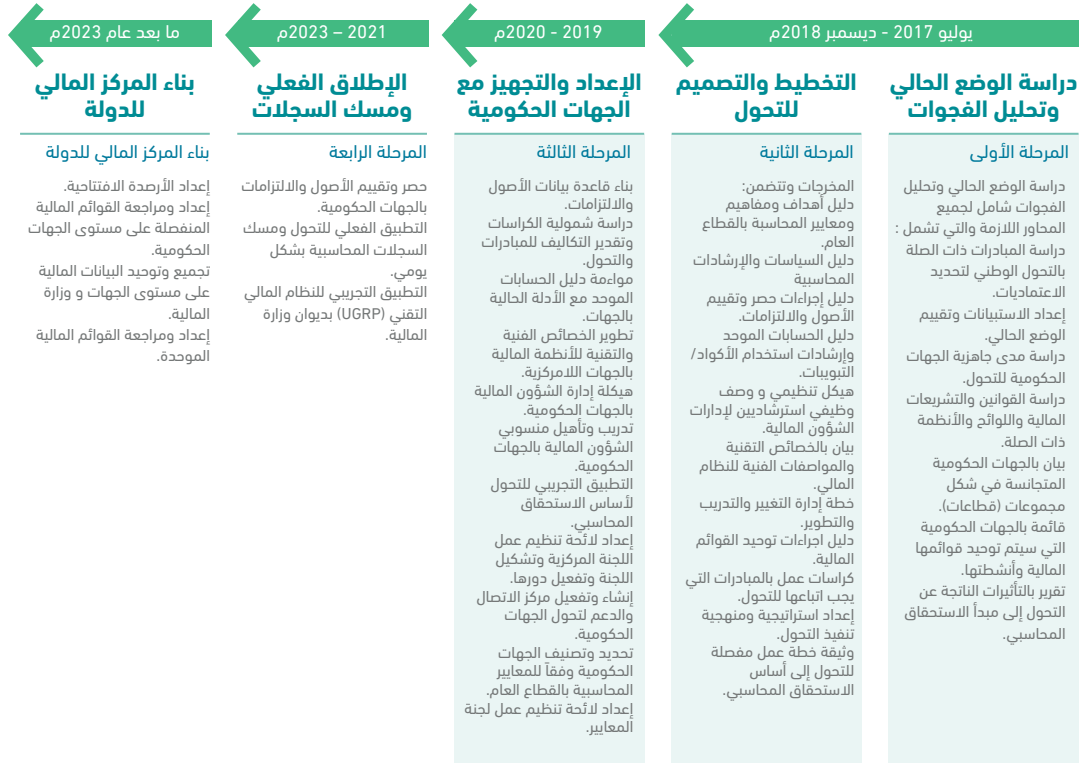 يوليو 2017 - ديسمبر 2018م
2019 - 2020م
2021 – 2023م
ما بعد عام 2023م
دراسة الوضع الحالي
وتحليل الفجوات
المرحلة الأولى
دراسة الوضع الحالي وتحليل
الفجوات شامل لجميع
المحاور اللازمة والتي تشمل :
دراسة المبادرات ذات الصلة
بالتحول الوطني لتحديد
الاعتماديات.
إعداد الاستبيانات وتقييم
الوضع الحالي.
دراسة مدى جاهزية الجهات
الحكومية للتحول.
دراسة القوانين والتشريعات
المالية واللوائح والأنظمة
ذات الصلة.
بيان بالجهات الحكومية
المتجانسة في شكل
مجموعات (قطاعات).
قائمة بالجهات الحكومية
التي سيتم توحيد قوائمها
المالية وأنشطتها.
تقرير بالتأثيرات الناتجة عن
التحول إلى مبدأ الاستحقاق
المحاسبي.
التخطيط والتصميم
للتحول
المرحلة الثانية
المخرجات وتتضمن:
دليل أهداف ومفاهيم
ومعايير المحاسبة بالقطاع
العام.
دليل السياسات والإرشادات
المحاسبية
دليل إجراءات حصر وتقييم
الأصول والالتزامات.
دليل الحسابات الموحد
وإرشادات استخدام الأكواد/
التبويبات.
هيكل تنظيمي و وصف
وظيفي استرشاديين لإدارات
الشؤون المالية.
بيان بالخصائص التقنية
والمواصفات الفنية للنظام
المالي.
خطة إدارة التغيير والتدريب
والتطوير.
دليل اجراءات توحيد القوائم
المالية.
كراسات عمل بالمبادرات التي
يجب اتباعها للتحول.
إعداد استراتيجية ومنهجية
تنفيذ التحول.
وثيقة خطة عمل مفصلة
للتحول إلى أساس
الاستحقاق المحاسبي.
الإعداد والتجهيز مع
الجهات الحكومية
المرحلة الثالثة
بناء قاعدة بيانات الأصول
والالتزامات.
دراسة شمولية الكراسات
وتقدير التكاليف للمبادرات
والتحول.
مواءمة دليل الحسابات
الموحد مع الأدلة الحالية
بالجهات.
تطوير الخصائص الفنية
والتقنية للأنظمة المالية
بالجهات اللامركزية.
هيكلة إدارة الشؤون المالية
بالجهات الحكومية.
تدريب وتأهيل منسوبي
الشؤون المالية بالجهات
الحكومية.
التطبيق التجريبي للتحول
لأساس الاستحقاق
المحاسبي.
إعداد لائحة تنظيم عمل
اللجنة المركزية وتشكيل
اللجنة وتفعيل دورها.
إنشاء وتفعيل مركز الاتصال
والدعم لتحول الجهات
الحكومية.
تحديد وتصنيف الجهات
الحكومية وفقاً للمعايير
المحاسبية بالقطاع العام.
إعداد لائحة تنظيم عمل لجنة
المعايير.
الإطلاق الفعلي
ومسك السجلات
المرحلة الرابعة
حصر وتقييم الأصول والالتزامات
بالجهات الحكومية.
التطبيق الفعلي للتحول ومسك
السجلات المحاسبية بشكل
يومي.
التطبيق التجريبي للنظام المالي
التقني (UGRP) بديوان وزارة
المالية.
بناء المركز المالي
للدولة
بناء المركز المالي للدولة
إعداد الأرصدة الافتتاحية.
إعداد ومراجعة القوائم المالية
المنفصلة على مستوى الجهات
الحكومية.
تجميع وتوحيد البيانات المالية
على مستوى الجهات و وزارة
المالية.
إعداد ومراجعة القوائم المالية
الموحدة.